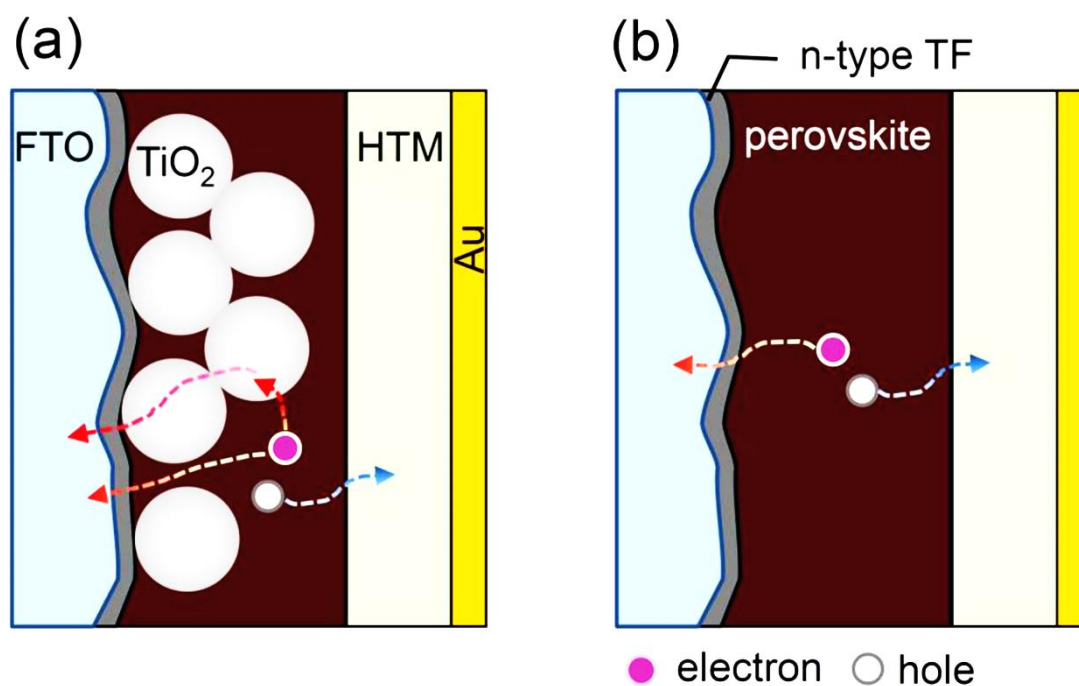 (a)
(b)
n-type TF
FTO
TiO₂
HTM
Au
perovskite
electron
hole